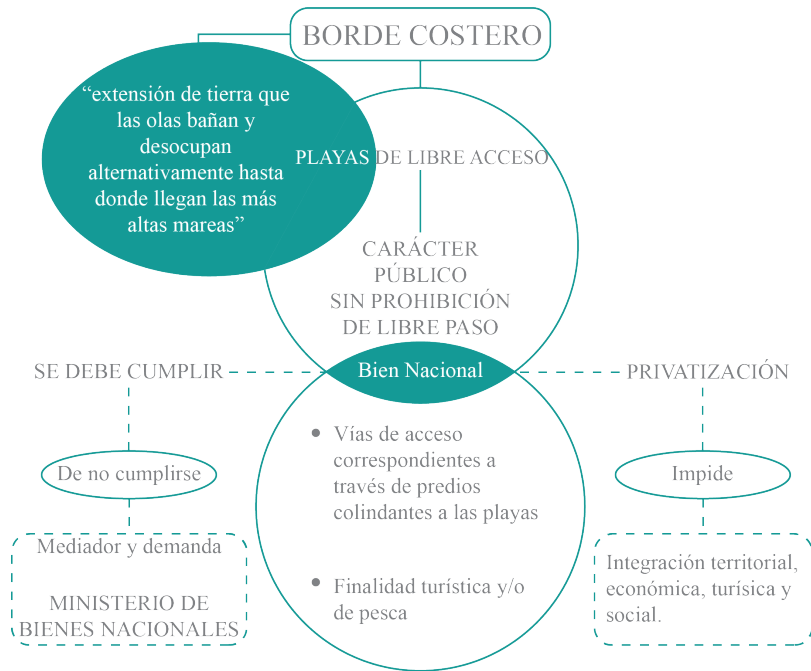 BORDE COSTERO
“extensión de tierra que
las olas bañan y
desocupan
alternativamente hasta
donde llegan las más
altas mareas”
PLAYAS DE LIBRE ACCESO
CARÁCTER
PÚBLICO
SIN PROHIBICIÓN
DE LIBRE PASO
SE DEBE CUMPLIR
Bien Nacional
PRIVATIZACIÓN
De no cumplirse
Mediador y demanda
MINISTERIO DE
BIENES NACIONALES
• Vías de acceso
correspondientes a
través de predios
colindantes a las playas
• Finalidad turística y/o
de pesca
Impide
Integración territorial,
económica, turísica y
social.